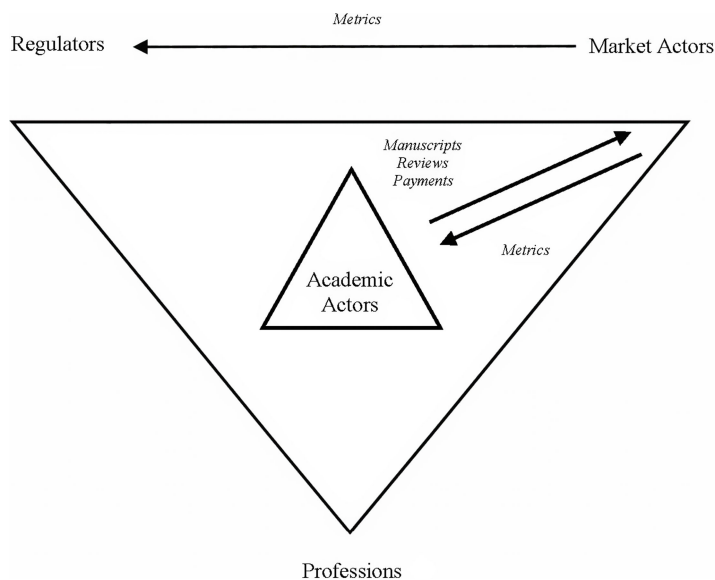 Metrics
Regulators
Market Actors
Manuscripts
Reviews
Payments
Metrics
Academic
Actors
Professions